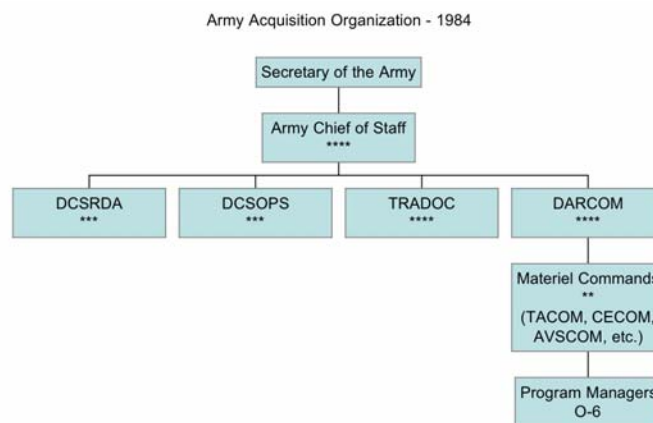 Army Acquisition Organization - 1984
Secretary of the Army
Army Chief of Staff
****
DCSRDA
***
DCSOPS
***
TRADOC
****
DARCOM
****
Materiel Commands
**
(TACOM, CECOM,
AVSCOM, etc.)
Program Managers
O-6